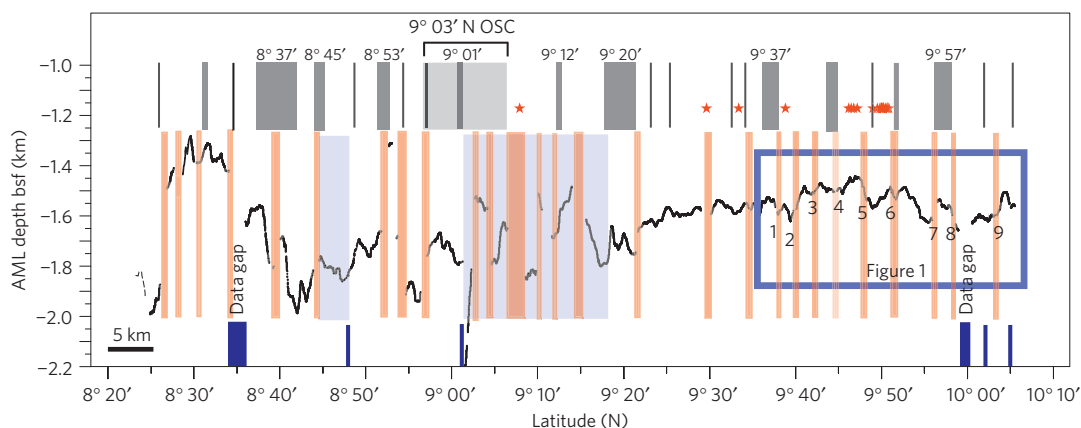 9° 03′ N OSC
8° 37′ 8° 45′ 8° 53′ 9° 01′ 9° 12′ 9° 20′ 9° 37′ 9° 57′
−1.0
−1.2
−1.4
−1.6
−1.8
−2.0
−2.2
AML depth bsf (km)
1 2 3 4 5 6 7 8 9
Figure 1
Data gap
Data gap
5 km
8° 20′ 8° 30′ 8° 40′ 8° 50′ 9° 00′ 9° 10′ 9° 20′ 9° 30′ 9° 40′ 9° 50′ 10° 00′ 10° 10′
Latitude (N)